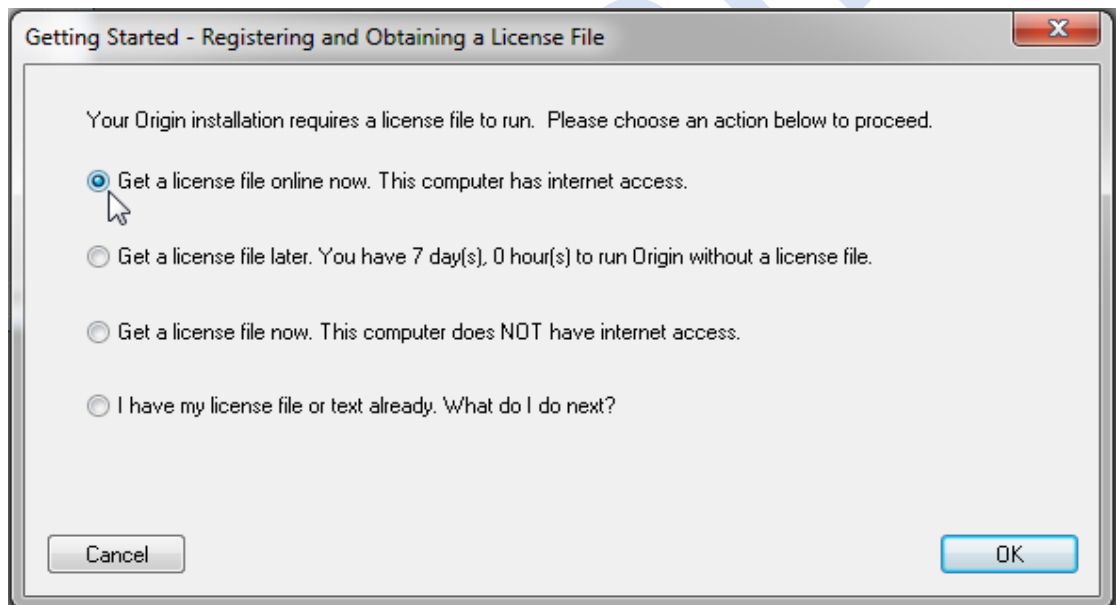 Getting Started - Registering and Obtaining a License File
Your Origin installation requires a license file to run. Please choose an action below to proceed.
Get a license file online now. This computer has internet access.
Get a license file later. You have 7 day(s), 0 hour(s) to run Origin without a license file.
Get a license file now. This computer does NOT have internet access.
I have my license file or text already. What do I do next?
Cancel
OK